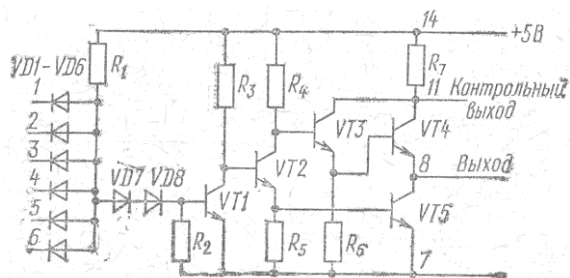 14
+5В
VD1-VD6
R1
R3
R4
R7
1
11 Контрольный
выход
2
VT3
VT4
3
VD7 VD8
VT2
8 Выход
4
VT1
5
VT5
R2
R5
R6
6
7